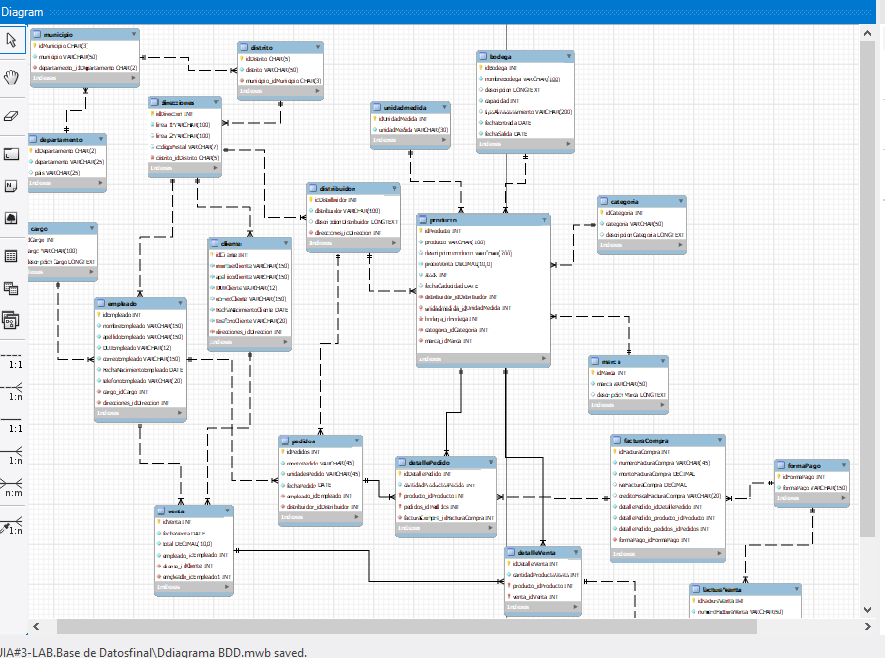 Diagram
municipio
idMunicipio CHAR(3)
municipio VARCHAR(50)
departamento_idDepartamento CHAR(2)
Indexes
distrito
idDistrito CHAR(5)
distrito VARCHAR(50)
municipio_idMunicipio CHAR(3)
Indexes
bodega
idBodega INT
nombreBodega VARCHAR(100)
descripcion LONGTEXT
capacidad INT
tipoAlmacenamiento VARCHAR(200)
fechaEntrada DATE
fechaSalida DATE
Indexes
direcciones
idDireccion INT
linea 1 VARCHAR(100)
linea 2 VARCHAR(100)
codigoPostal VARCHAR(7)
distrito_idDistrito CHAR(5)
Indexes
unidadmedida
idUnidadMedida INT
unidadMedida VARCHAR(30)
Indexes
departamento
idDepartamento CHAR(2)
departamento VARCHAR(25)
pais VARCHAR(25)
Indexes
distribuidor
idDistribuidor INT
distribuidor VARCHAR(100)
descripcionDistribuidor LONGTEXT
direcciones_idDireccion INT
Indexes
categoria
idCategoria INT
categoria VARCHAR(50)
descripcionCategoria LONGTEXT
Indexes
cargo
idCargo INT
cargo VARCHAR(100)
descripcion Cargo LONGTEXT
Indexes
producto
idProducto INT
producto VARCHAR(100)
descripcionproducto varchar(200)
precioVenta DECIMAL(10,0)
stock INT
fechaCaducidad DATE
distribuidor_idDistribuidor INT
unidadmedida_idUnidadMedida INT
bodega_idBodega INT
categoria_idCategoria INT
marca_idMarca INT
Indexes
cliente
idCliente INT
nombreCliente VARCHAR(150)
apellidoCliente VARCHAR(150)
DUICliente VARCHAR(12)
correoCliente VARCHAR(150)
FechaNacimientoCliente DATE
telefonoCliente VARCHAR(20)
direcciones_idDireccion INT
Indexes
empleado
idEmpleado INT
nombreEmpleado VARCHAR(150)
apellidoEmpleado VARCHAR(150)
DUIEmpleado VARCHAR(12)
correoEmpleado VARCHAR(150)
FechaNacimientoEmpleado DATE
telefonoEmpleado VARCHAR(20)
cargo_idCargo INT
direcciones_idDireccion INT
Indexes
marca
idMarca INT
marca VARCHAR(50)
descripcion Marca LONGTEXT
Indexes
1:1
1:n
1:1
1:n
n:m
1:n
pedidos
idPedidos INT
VARCHAR(45)
unidadesPedido VARCHAR(45)
fechaPedido DATE
empleado_idEmpleado INT
distribuidor_idDistribuidor INT
Indexes
detallePedido
idDetallePedido INT
cantidadProductoPedido INT
producto_idProducto INT
pedidos_idPedidos INT
facturaCompra_idFacturaCompra INT
Indexes
facturaCompra
idFacturaCompra INT
numeroFacturaCompra VARCHAR(45)
montoFacturaCompra DECIMAL
ivaFacturaCompra DECIMAL
creditoFiscalFacturaCompra VARCHAR(20)
detallePedido_idDetallePedido INT
detallePedido_producto_idProducto INT
detallePedido_pedidos_idPedidos INT
formaPago_idFormaPago INT
Indexes
formaPago
idFormaPago INT
formaPago VARCHAR(150)
Indexes
venta
idVenta INT
fechaVenta DATE
total DECIMAL(10,0)
empleado_idEmpleado INT
cliente_idCliente INT
empleado_idEmpleado1 INT
Indexes
detalleVenta
idDetalleVenta INT
cantidadProductoVenta INT
producto_idProducto INT
venta_idVenta INT
Indexes
facturaVenta
idFacturaVenta INT
numeroFacturaVenta VARCHAR(50)
UIA#3-LAB.Base de Datosfinal\Ddiagrama BDD.mwb saved.